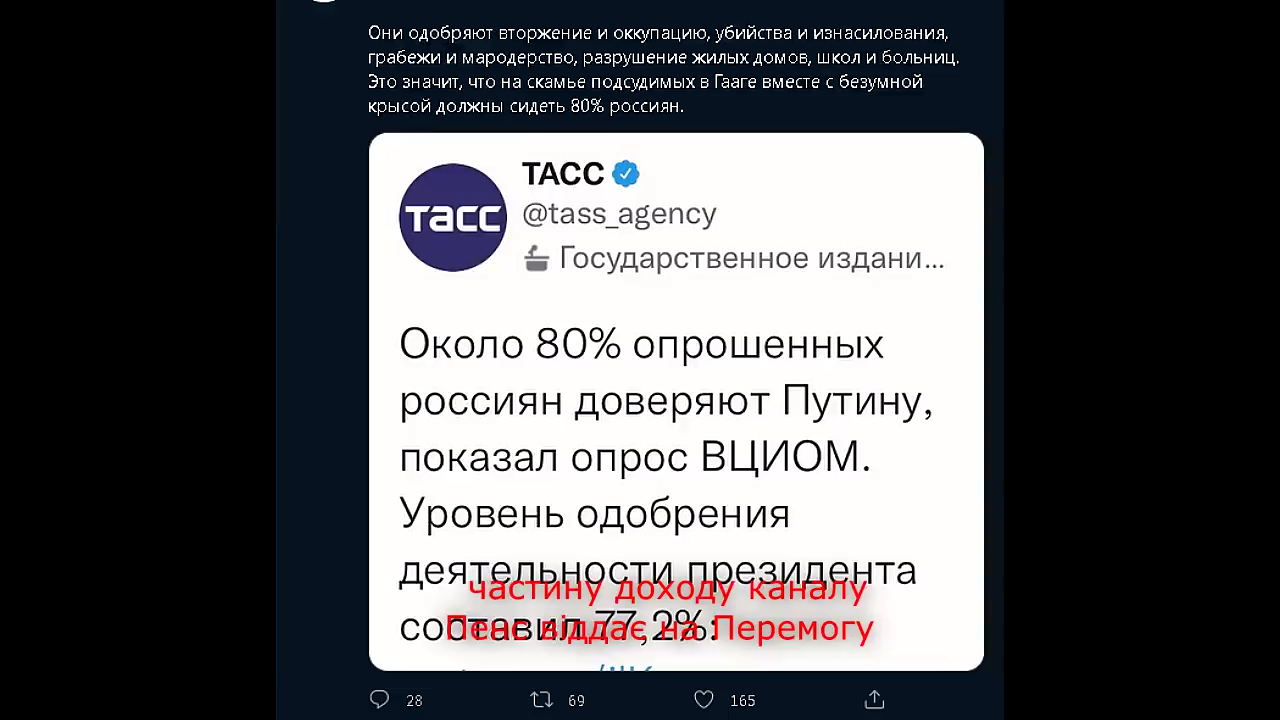 Они одобряют вторжение и оккупацию, убийства и изнасилования,
грабежи и мародерство, разрушение жилых домов, школ и больниц.
Это значит, что на скамье подсудимых в Гааге вместе с безумной
крысой должны сидеть 80% россиян.
ТАСС
тасс
@tass_agency
Государственное издани...
Около 80% опрошенных
россиян доверяют Путину,
показал опрос ВЦИОМ.
Уровень одобрения
деятельности президента
составил 77,2%:
частину доходу каналу
Пенс віддає на Перемогу
28 69 165